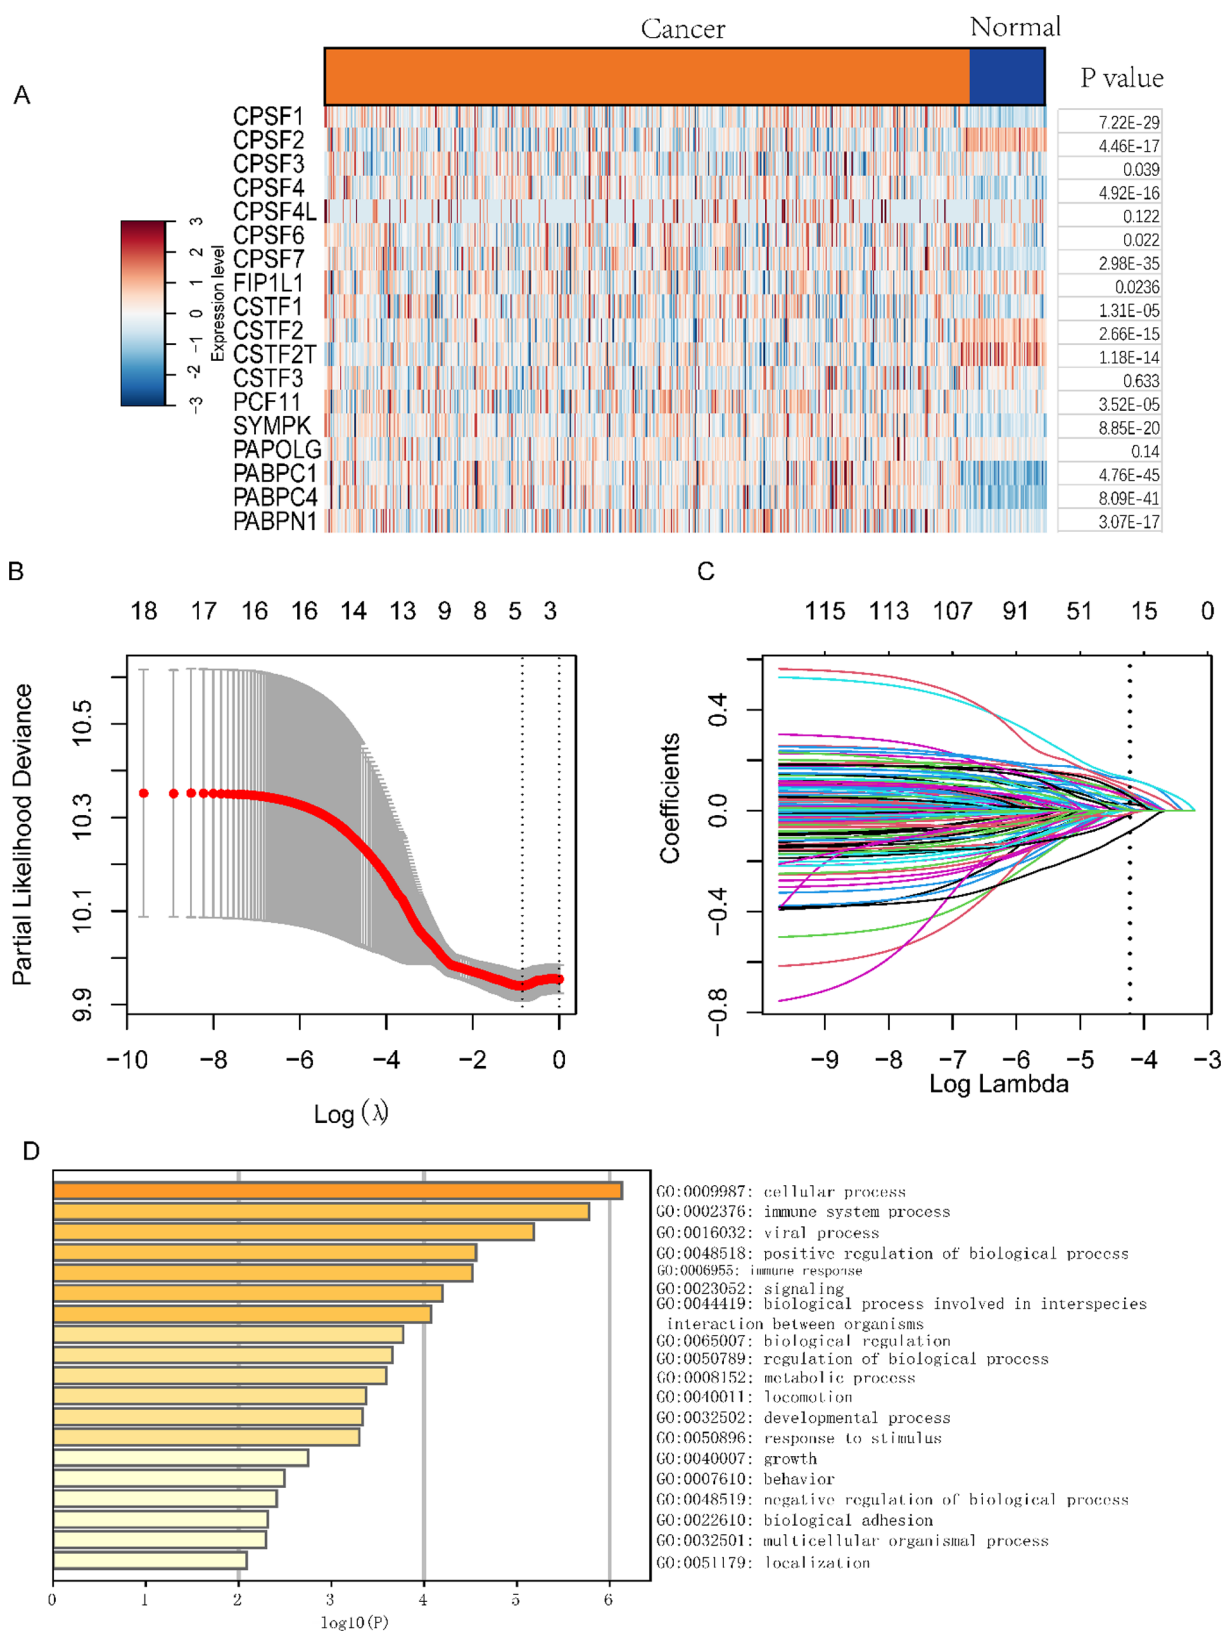 Cancer Normal
A
P value
CPSF1 7.22E-29
CPSF2 4.46E-17
CPSF3 0.039
CPSF4 4.92E-16
CPSF4L 0.122
CPSF6 0.022
CPSF7 2.98E-35
FIP1L1 0.0236
CSTF1 1.31E-05
CSTF2 2.66E-15
CSTF2T 1.18E-14
CSTF3 0.633
PCF11 3.52E-05
SYMPK 8.85E-20
PAPOLG 0.14
PABPC1 4.76E-45
PABPC4 8.09E-41
PABPN1 3.07E-17
3
2
1
0
−1
−2
−3
Expression level
B
18 17 16 16 14 13 9 8 5 3
Partial Likelihood Deviance
10.5
10.3
10.1
9.9
−10 −8 −6 −4 −2 0
Log (λ)
C
115 113 107 91 51 15 0
Coefficients
0.4
0.0
−0.4
−0.8
−9 −8 −7 −6 −5 −4 −3
Log Lambda
D
GO:0009987: cellular process
GO:0002376: immune system process
GO:0016032: viral process
GO:0048518: positive regulation of biological process
GO:0006955: immune response
GO:0023052: signaling
GO:0044419: biological process involved in interspecies
interaction between organisms
GO:0065007: biological regulation
GO:0050789: regulation of biological process
GO:0008152: metabolic process
GO:0040011: locomotion
GO:0032502: developmental process
GO:0050896: response to stimulus
GO:0040007: growth
GO:0007610: behavior
GO:0048519: negative regulation of biological process
GO:0022610: biological adhesion
GO:0032501: multicellular organismal process
GO:0051179: localization
0 1 2 3 4 5 6
log10(P)